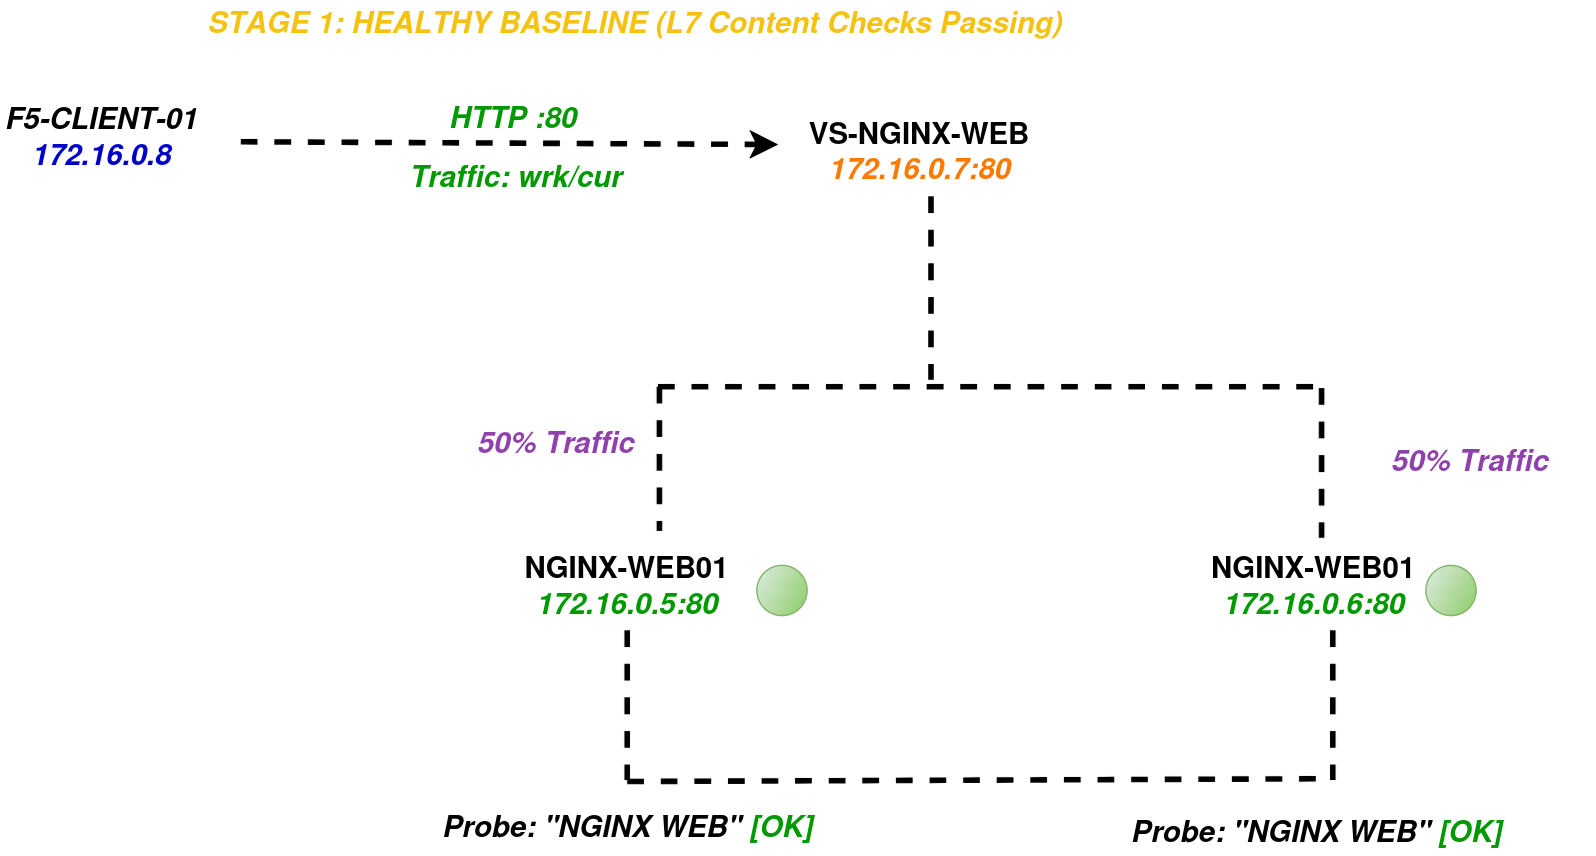 STAGE 1: HEALTHY BASELINE (L7 Content Checks Passing)
F5-CLIENT-01
172.16.0.8
HTTP :80
Traffic: wrk/cur
VS-NGINX-WEB
172.16.0.7:80
50% Traffic
50% Traffic
NGINX-WEB01
172.16.0.5:80
NGINX-WEB01
172.16.0.6:80
Probe: "NGINX WEB" [OK]
Probe: "NGINX WEB" [OK]